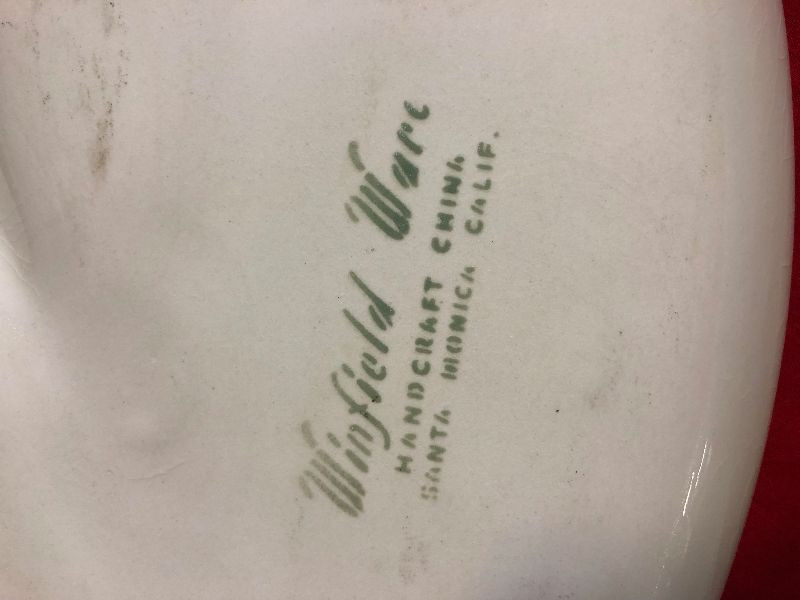 Winfield Ware
HANDCRAFT CHINA
SANTA MONICA CALIF.